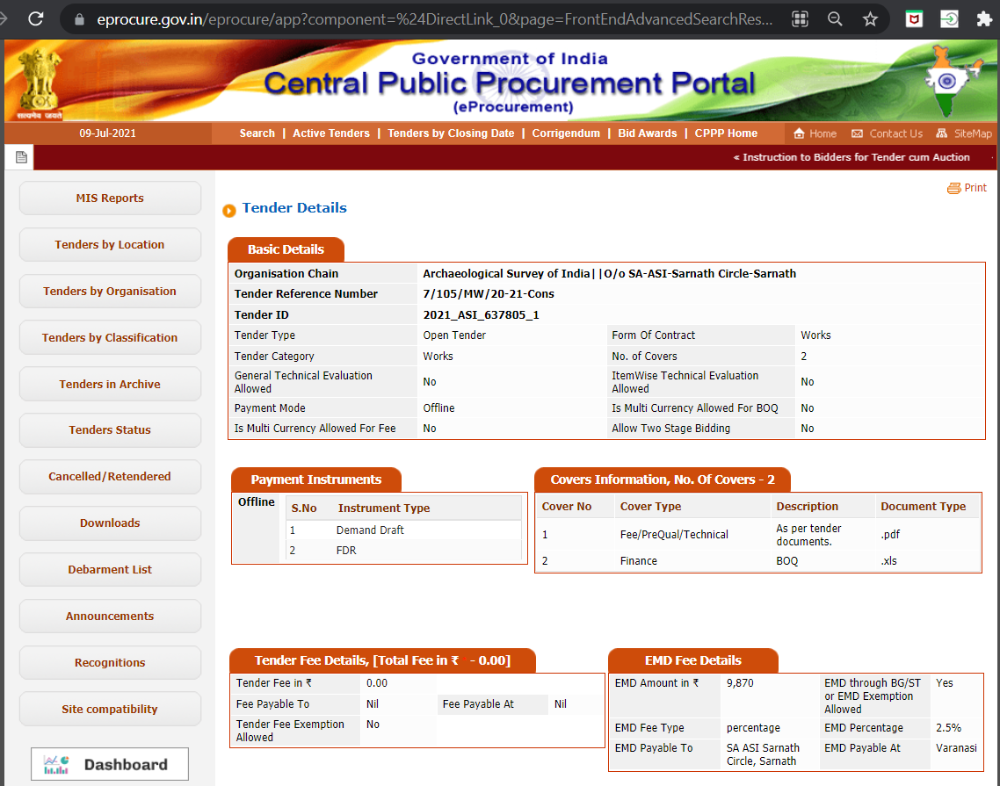 eprocure.gov.in/eprocure/app?component=%24DirectLink_0&page=FrontEndAdvancedSearchRes...
Government of India
Central Public Procurement Portal
(eProcurement)
सत्यमेव जयते
09-Jul-2021
Search | Active Tenders | Tenders by Closing Date | Corrigendum | Bid Awards | CPPP Home
Home Contact Us SiteMap
« Instruction to Bidders for Tender cum Auction
MIS Reports
Tenders by Location
Tenders by Organisation
Tenders by Classification
Tenders in Archive
Tenders Status
Cancelled/Retendered
Downloads
Debarment List
Announcements
Recognitions
Site compatibility
Dashboard
Print
Tender Details
Basic Details
Organisation Chain Archaeological Survey of India||O/o SA-ASI-Sarnath Circle-Sarnath
Tender Reference Number 7/105/MW/20-21-Cons
Tender ID 2021_ASI_637805_1
Tender Type Open Tender Form Of Contract Works
Tender Category Works No. of Covers 2
General Technical Evaluation
Allowed No ItemWise Technical Evaluation
Allowed No
Payment Mode Offline Is Multi Currency Allowed For BOQ No
Is Multi Currency Allowed For Fee No Allow Two Stage Bidding No
Payment Instruments
Offline S.No Instrument Type
1 Demand Draft
2 FDR
Covers Information, No. Of Covers - 2
Cover No Cover Type Description Document Type
1 Fee/PreQual/Technical As per tender
documents. .pdf
2 Finance BOQ .xls
Tender Fee Details, [Total Fee in ₹ - 0.00]
Tender Fee in ₹ 0.00
Fee Payable To Nil Fee Payable At Nil
Tender Fee Exemption
Allowed No
EMD Fee Details
EMD Amount in ₹ 9,870 EMD through BG/ST
or EMD Exemption
Allowed Yes
EMD Fee Type percentage EMD Percentage 2.5%
EMD Payable To SA ASI Sarnath
Circle, Sarnath EMD Payable At Varanasi